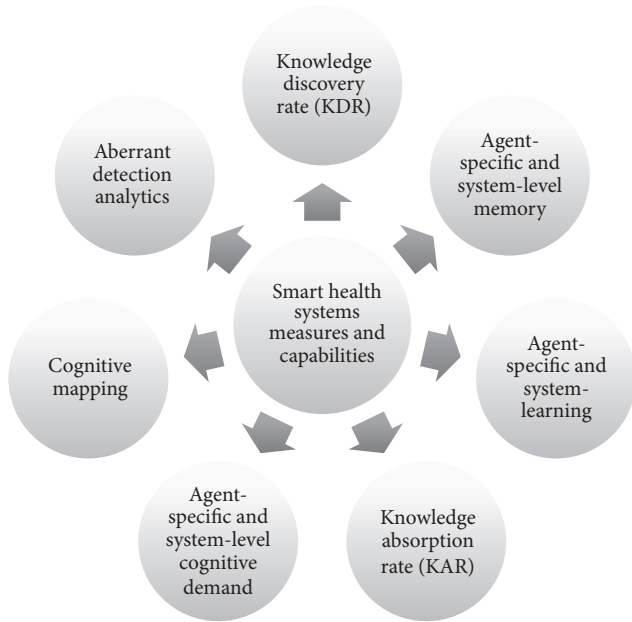 Knowledge
discovery
rate (KDR)
Agent-
specific and
system-level
memory
Agent-
specific and
system-
learning
Knowledge
absorption
rate (KAR)
Agent-
specific and
system-level
cognitive
demand
Cognitive
mapping
Aberrant
detection
analytics
Smart health
systems
measures and
capabilities